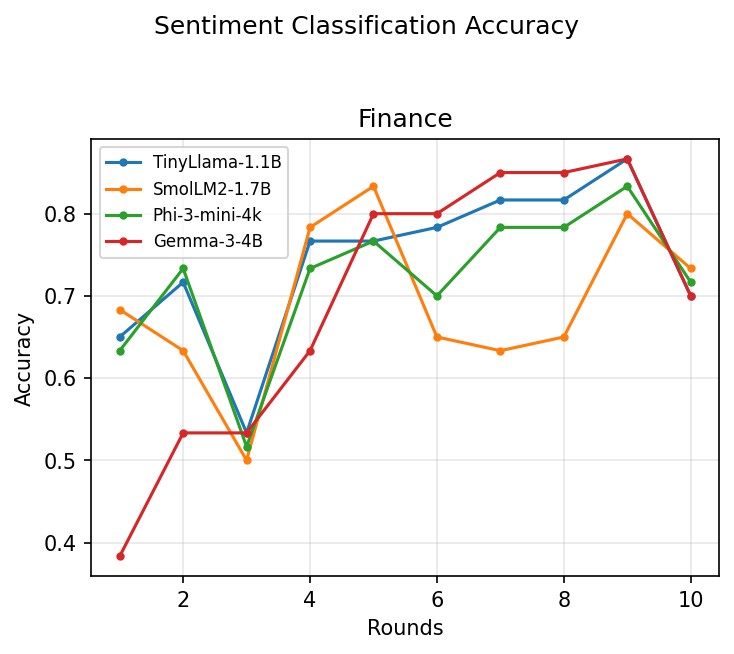 Sentiment Classification Accuracy
Finance
TinyLlama-1.1B
SmolLM2-1.7B
Phi-3-mini-4k
Gemma-3-4B
Accuracy
0.8
0.7
0.6
0.5
0.4
2 4 6 8 10
Rounds